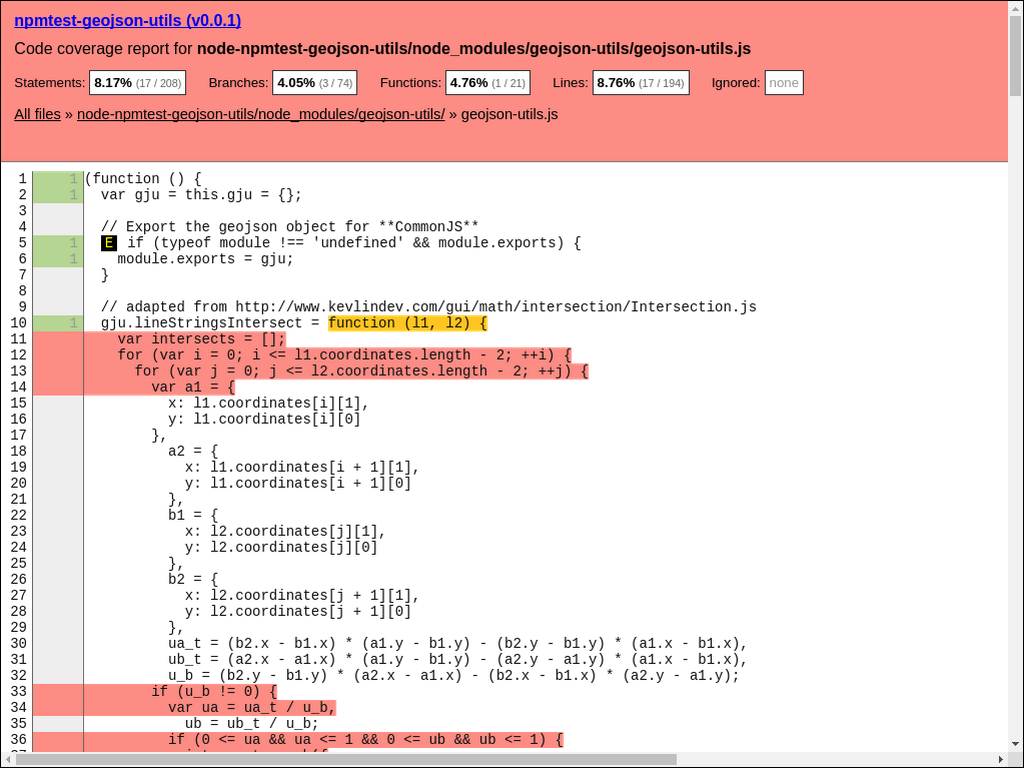 npmtest-geojson-utils (v0.0.1)
Code coverage report for node-npmtest-geojson-utils/node_modules/geojson-utils/geojson-utils.js
Statements: 8.17% (17 / 208) Branches: 4.05% (3 / 74) Functions: 4.76% (1 / 21) Lines: 8.76% (17 / 194) Ignored: none
All files » node-npmtest-geojson-utils/node_modules/geojson-utils/ » geojson-utils.js
1 1 (function () {
2 1 var gju = this.gju = {};
3
4 // Export the geojson object for **CommonJS**
5 1 E if (typeof module !== 'undefined' && module.exports) {
6 1 module.exports = gju;
7 }
8
9 // adapted from http://www.kevlindev.com/gui/math/intersection/Intersection.js
10 1 gju.lineStringsIntersect = function (l1, l2) {
11 var intersects = [];
12 for (var i = 0; i <= l1.coordinates.length - 2; ++i) {
13 for (var j = 0; j <= l2.coordinates.length - 2; ++j) {
14 var a1 = {
15 x: l1.coordinates[i][1],
16 y: l1.coordinates[i][0]
17 },
18 a2 = {
19 x: l1.coordinates[i + 1][1],
20 y: l1.coordinates[i + 1][0]
21 },
22 b1 = {
23 x: l2.coordinates[j][1],
24 y: l2.coordinates[j][0]
25 },
26 b2 = {
27 x: l2.coordinates[j + 1][1],
28 y: l2.coordinates[j + 1][0]
29 },
30 ua_t = (b2.x - b1.x) * (a1.y - b1.y) - (b2.y - b1.y) * (a1.x - b1.x),
31 ub_t = (a2.x - a1.x) * (a1.y - b1.y) - (a2.y - a1.y) * (a1.x - b1.x),
32 u_b = (b2.y - b1.y) * (a2.x - a1.x) - (b2.x - b1.x) * (a2.y - a1.y);
33 if (u_b != 0) {
34 var ua = ua_t / u_b,
35 ub = ub_t / u_b;
36 if (0 <= ua && ua <= 1 && 0 <= ub && ub <= 1) {